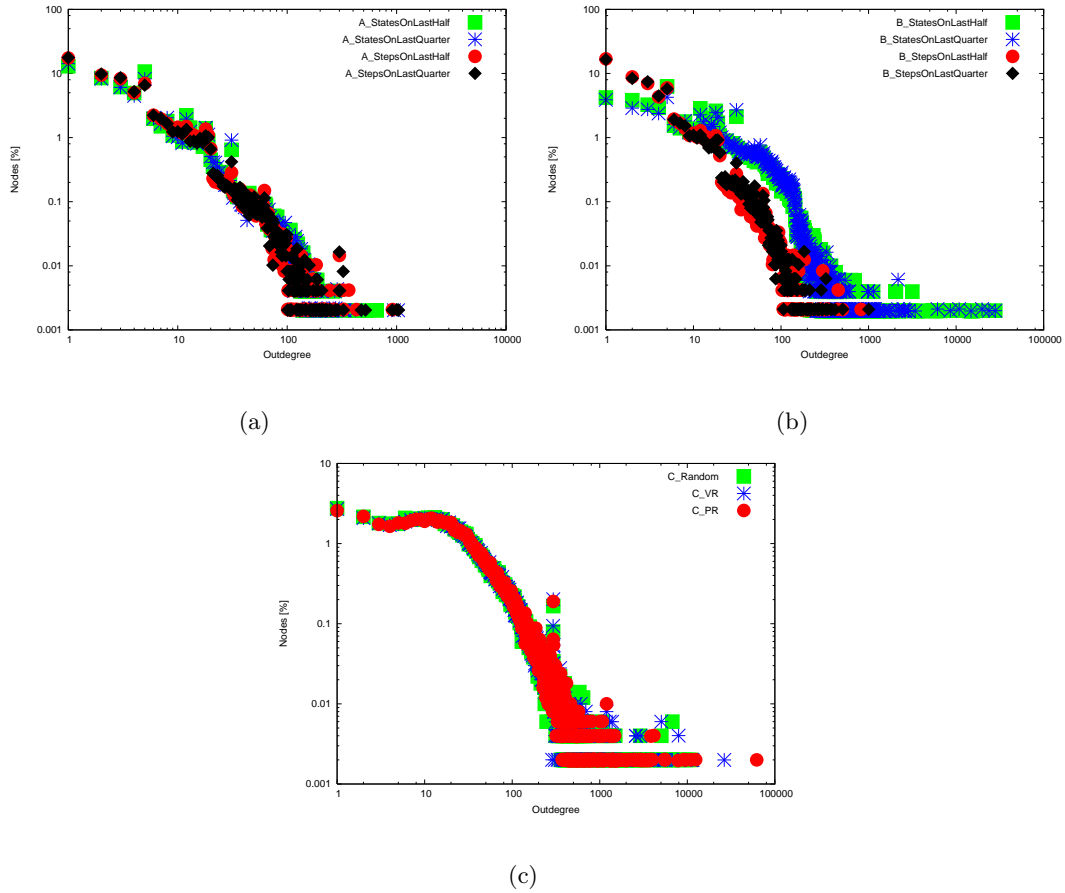 100
10
1
0.1
0.01
0.001
1
10
100
1000
10000
Nodes [%]
Outdegree
A_StatesOnLastHalf
A_StatesOnLastQuarter
A_StepsOnLastHalf
A_StepsOnLastQuarter
(a)
100
10
1
0.1
0.01
0.001
1
10
100
1000
10000
100000
Nodes [%]
Outdegree
B_StatesOnLastHalf
B_StatesOnLastQuarter
B_StepsOnLastHalf
B_StepsOnLastQuarter
(b)
10
1
0.1
0.01
0.001
1
10
100
1000
10000
100000
Nodes [%]
Outdegree
C_Random
C_VR
C_PR
(c)